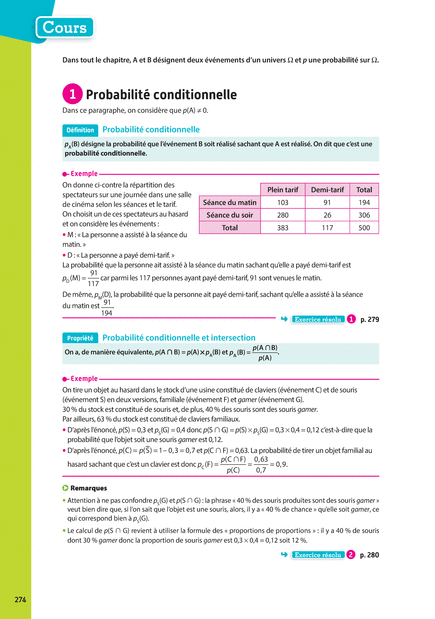 Cours
Dans tout le chapitre, A et B désignent deux événements d'un univers Ω et p une probabilité sur Ω.
1 Probabilité conditionnelle
Dans ce paragraphe, on considère que p(A) ≠ 0.
Définition Probabilité conditionnelle
p_A(B) désigne la probabilité que l'événement B soit réalisé sachant que A est réalisé. On dit que c'est une
probabilité conditionnelle.
Exemple
On donne ci-contre la répartition des
spectateurs sur une journée dans une salle
de cinéma selon les séances et le tarif.
On choisit un de ces spectateurs au hasard
et on considère les événements :
• M : « La personne a assisté à la séance du
matin. »
• D : « La personne a payé demi-tarif. »
Plein tarif Demi-tarif Total
Séance du matin 103 91 194
Séance du soir 280 26 306
Total 383 117 500
La probabilité que la personne ait assisté à la séance du matin sachant qu'elle a payé demi-tarif est
p_D(M) = 91/117 car parmi les 117 personnes ayant payé demi-tarif, 91 sont venues le matin.
De même, p_M(D), la probabilité que la personne ait payé demi-tarif, sachant qu'elle a assisté à la séance
du matin est 91/194.
Exercice résolu 1 p. 279
Propriété Probabilité conditionnelle et intersection
On a, de manière équivalente, p(A ∩ B) = p(A) × p_A(B) et p_A(B) = p(A ∩ B)/p(A).
Exemple
On tire un objet au hasard dans le stock d'une usine constitué de claviers (événement C) et de souris
(événement S) en deux versions, familiale (événement F) et gamer (événement G).
30 % du stock est constitué de souris et, de plus, 40 % des souris sont des souris gamer.
Par ailleurs, 63 % du stock est constitué de claviers familiaux.
• D'après l'énoncé, p(S) = 0,3 et p_S(G) = 0,4 donc p(S ∩ G) = p(S) × p_S(G) = 0,3 × 0,4 = 0,12 c'est-à-dire que la
probabilité que l'objet soit une souris gamer est 0,12.
• D'après l'énoncé, p(C) = p(S̅) = 1 – 0,3 = 0,7 et p(C ∩ F) = 0,63. La probabilité de tirer un objet familial au
hasard sachant que c'est un clavier est donc p_C(F) = p(C ∩ F)/p(C) = 0,63/0,7 = 0,9.
Remarques
• Attention à ne pas confondre p_S(G) et p(S ∩ G) : la phrase « 40 % des souris produites sont des souris gamer »
veut bien dire que, si l'on sait que l'objet est une souris, alors, il y a « 40 % de chance » qu'elle soit gamer, ce
qui correspond bien à p_S(G).
• Le calcul de p(S ∩ G) revient à utiliser la formule des « proportions de proportions » : il y a 40 % de souris
dont 30 % gamer donc la proportion de souris gamer est 0,3 × 0,4 = 0,12 soit 12 %.
Exercice résolu 2 p. 280
274